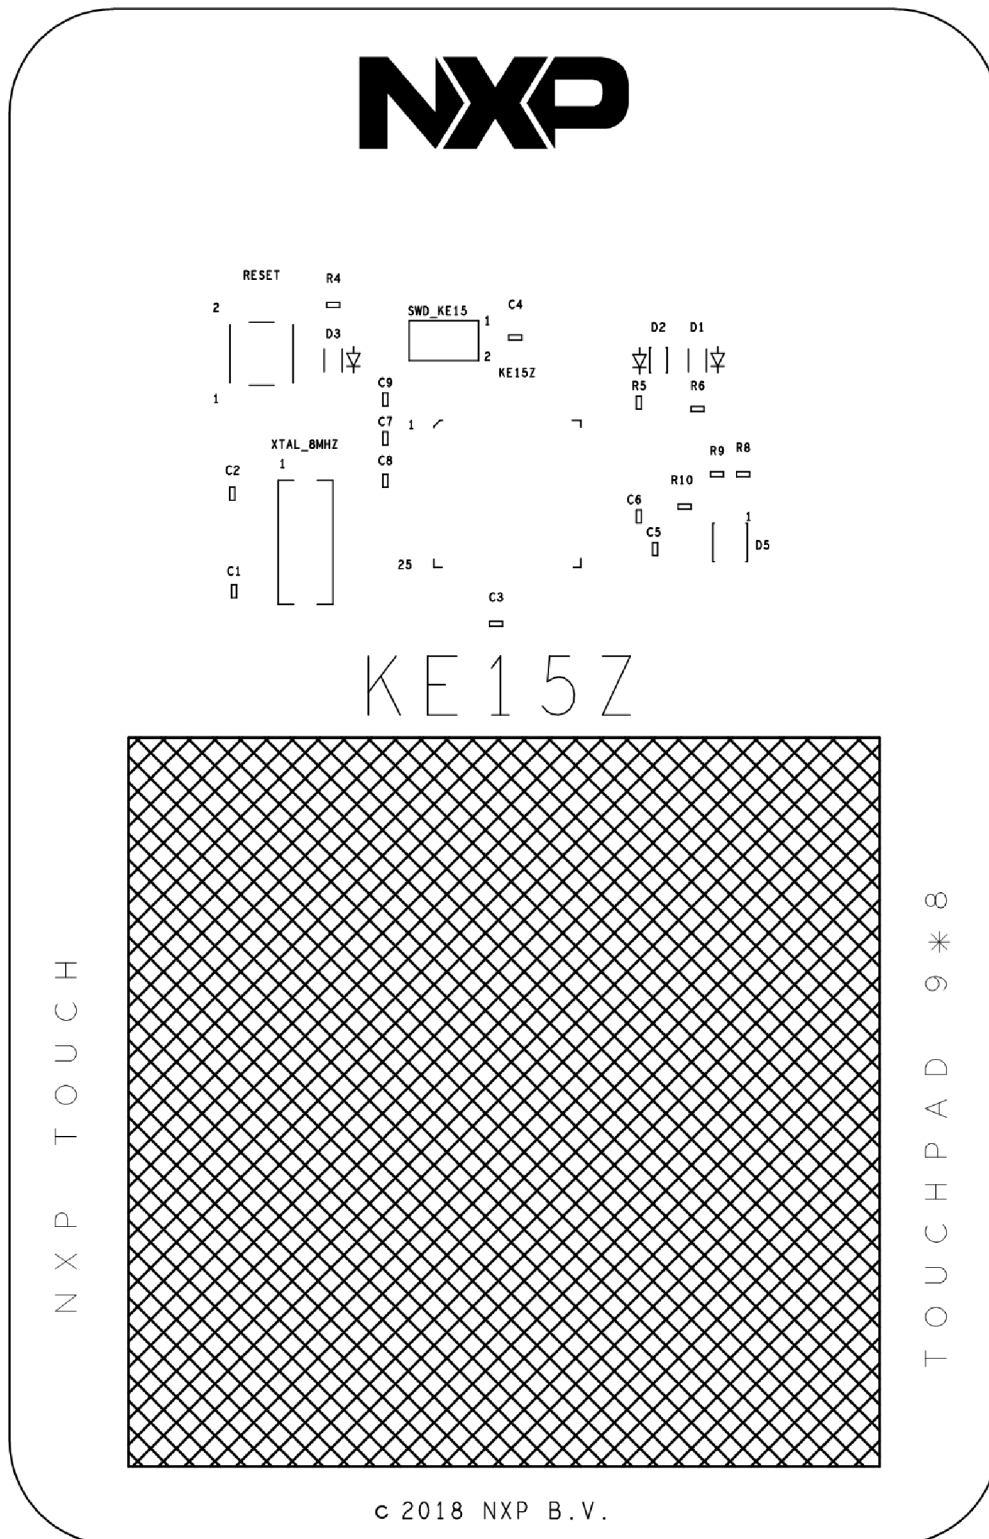 NXP
RESET
R4
2
SWD_KE15
1
C4
D3
D2
D1
2
KE15Z
C9
R5
R6
1
C7
1
XTAL_8MHZ
1
C8
R9
R8
C2
R10
C6
1
C5
D5
25
C1
C3
KE15Z
NXP TOUCH
TOUCHPAD 9*8
c 2018 NXP B.V.